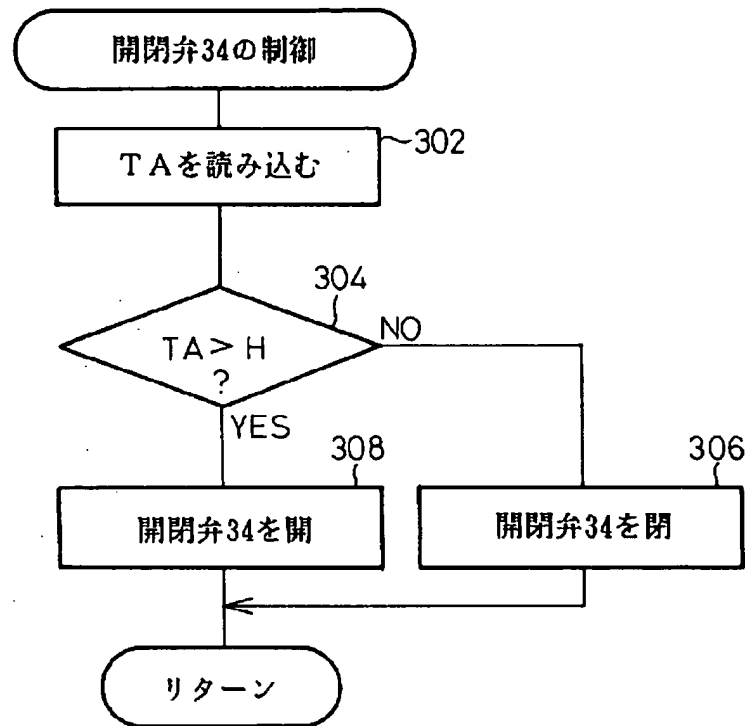 開閉弁34の制御
TAを読み込む
302
304
TA> H
?
NO
YES
308
306
開閉弁34を開
開閉弁34を閉
リターン